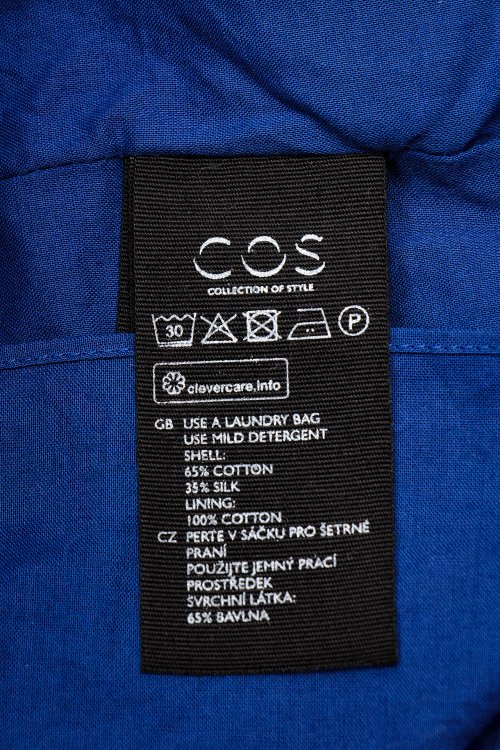 COS
COLLECTION OF STYLE
30 P
clevercare.info
GB USE A LAUNDRY BAG
USE MILD DETERGENT
SHELL:
65% COTTON
35% SILK
LINING:
100% COTTON
CZ PERTE V SÁČKU PRO ŠETRNÉ
PRANÍ
POUŽIJTE JEMNÝ PRACÍ
PROSTŘEDEK
SVRCHNÍ LÁTKA:
65% BAVLNA